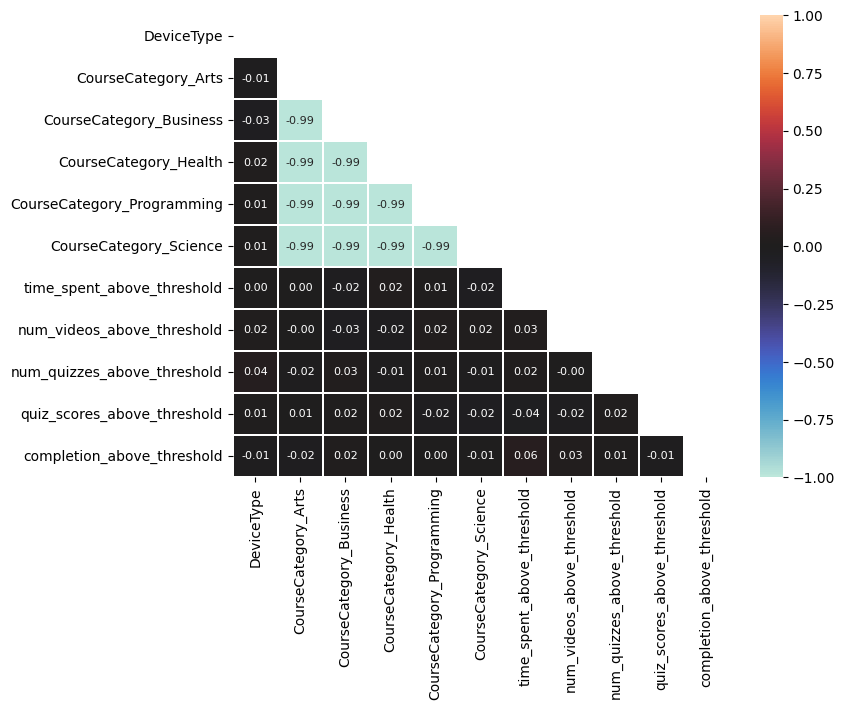 DeviceType
CourseCategory_Arts -0.01
CourseCategory_Business -0.03 -0.99
CourseCategory_Health 0.02 -0.99 -0.99
CourseCategory_Programming 0.01 -0.99 -0.99 -0.99
CourseCategory_Science 0.01 -0.99 -0.99 -0.99 -0.99
time_spent_above_threshold 0.00 0.00 -0.02 0.02 0.01 -0.02
num_videos_above_threshold 0.02 -0.00 -0.03 -0.02 0.02 0.02 0.03
num_quizzes_above_threshold 0.04 -0.02 0.03 -0.01 0.01 -0.01 0.02 -0.00
quiz_scores_above_threshold 0.01 0.01 0.02 0.02 -0.02 -0.02 -0.04 -0.02 0.02
completion_above_threshold -0.01 -0.02 0.02 0.00 0.00 -0.01 0.06 0.03 0.01 -0.01
DeviceType
CourseCategory_Arts
CourseCategory_Business
CourseCategory_Health
CourseCategory_Programming
CourseCategory_Science
time_spent_above_threshold
num_videos_above_threshold
num_quizzes_above_threshold
quiz_scores_above_threshold
completion_above_threshold
1.00
0.75
0.50
0.25
0.00
−0.25
−0.50
−0.75
−1.00